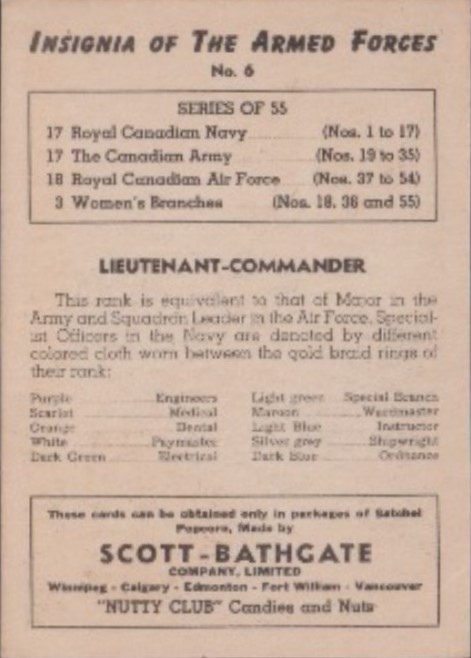 INSIGNIA OF THE ARMED FORCES
No. 6
SERIES OF 55
17 Royal Canadian Navy (Nos. 1 to 17)
17 The Canadian Army (Nos. 19 to 35)
18 Royal Canadian Air Force (Nos. 37 to 54)
3 Women's Branches (Nos. 18, 36 and 55)
LIEUTENANT-COMMANDER
This rank is equivalent to that of Major in the
Army and Squadron Leader in the Air Force. Special-
ist Officers in the Navy are denoted by different
colored cloth worn between the gold braid rings of
their rank:
Purple Engineers Light green Special Branch
Scarlet Medical Maroon Wardmaster
Orange Dental Light Blue Instructor
White Paymaster Silver grey Shipwright
Dark Green Electrical Dark Blue Ordnance
These cards can be obtained only in packages of Satchel
Popcorn, Made by
SCOTT-BATHGATE
COMPANY, LIMITED
Winnipeg - Calgary - Edmonton - Fort William - Vancouver
"NUTTY CLUB" Candies and Nuts